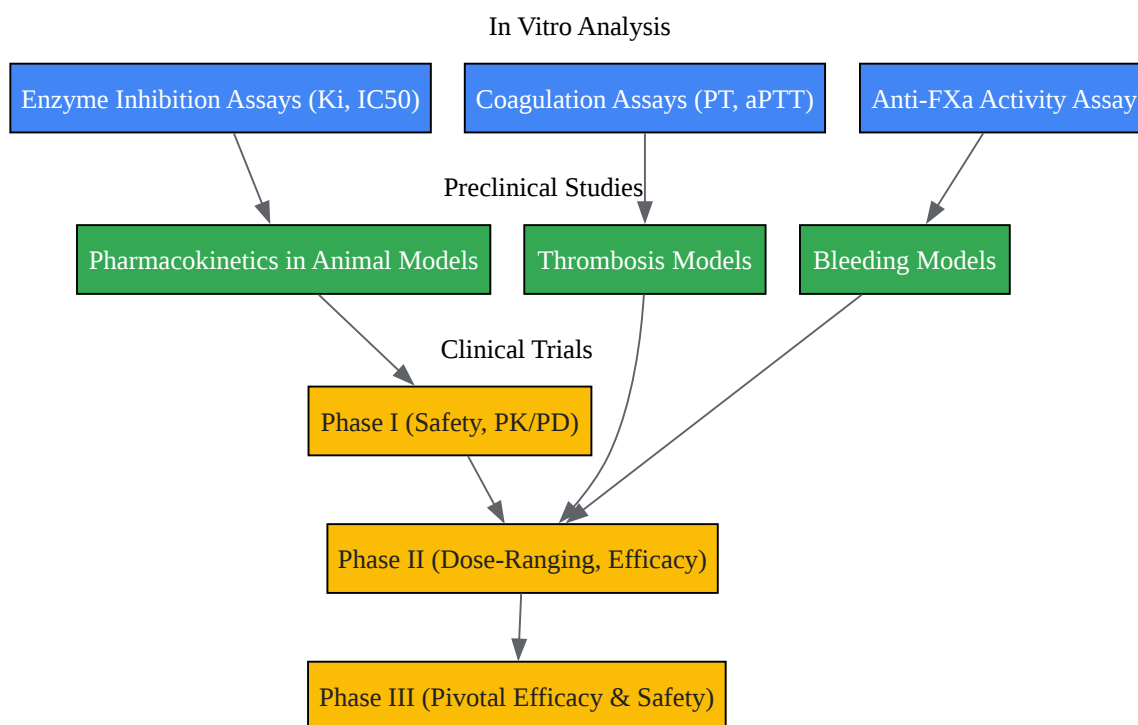 In Vitro Analysis
Enzyme Inhibition Assays (Ki, IC50)
Coagulation Assays (PT, aPTT)
Anti-FXa Activity Assay
Preclinical Studies
Pharmacokinetics in Animal Models
Thrombosis Models
Bleeding Models
Clinical Trials
Phase I (Safety, PK/PD)
Phase II (Dose-Ranging, Efficacy)
Phase III (Pivotal Efficacy & Safety)